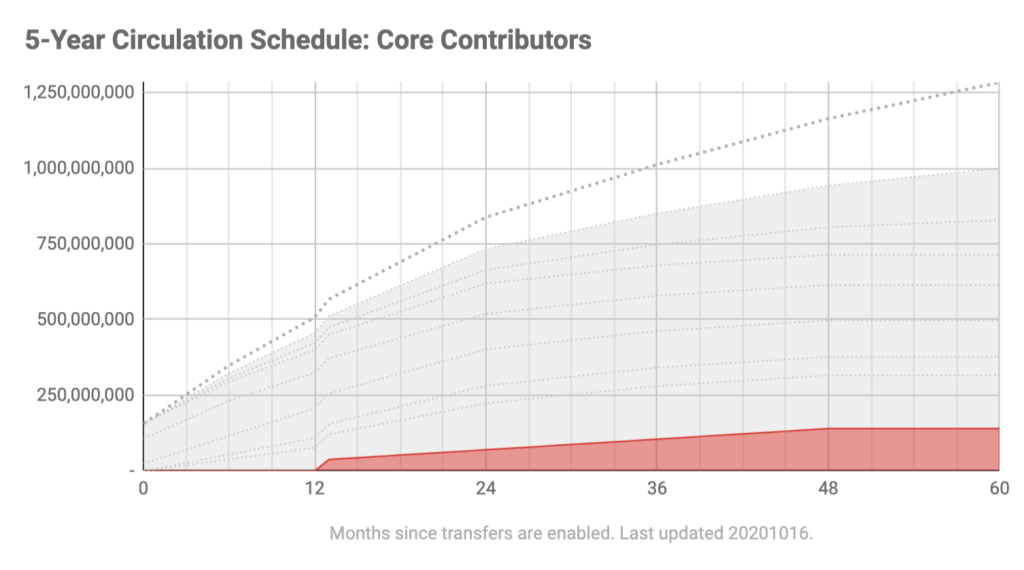 5-Year Circulation Schedule: Core Contributors
1,250,000,000
1,000,000,000
750,000,000
500,000,000
250,000,000
-
0 12 24 36 48 60
Months since transfers are enabled. Last updated 20201016.